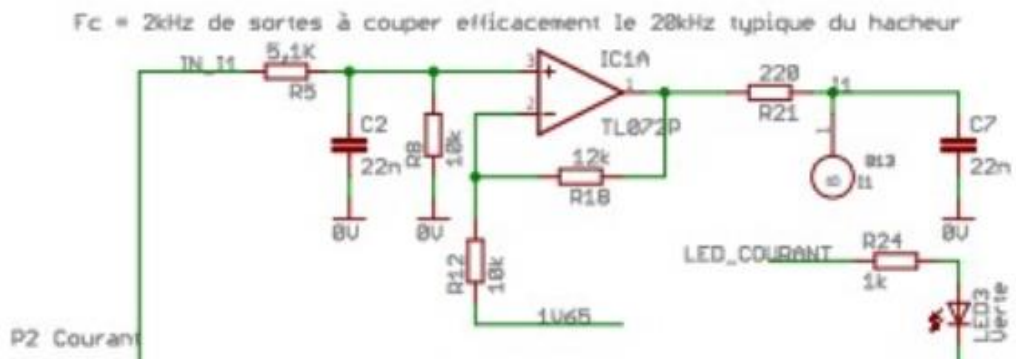 Fc = 2kHz de sortes à couper efficacement le 20kHz typique du hacheur
IN_I1
5,1K
R5
3
2
IC1A
1
TL072P
220
R21
I1
C2
22n
R8
10k
12k
R18
1
B13
I1
C7
22n
0V
0V
0V
R12
10k
LED_COURANT
R24
1k
1V65
LED3
Verte
P2 Courant